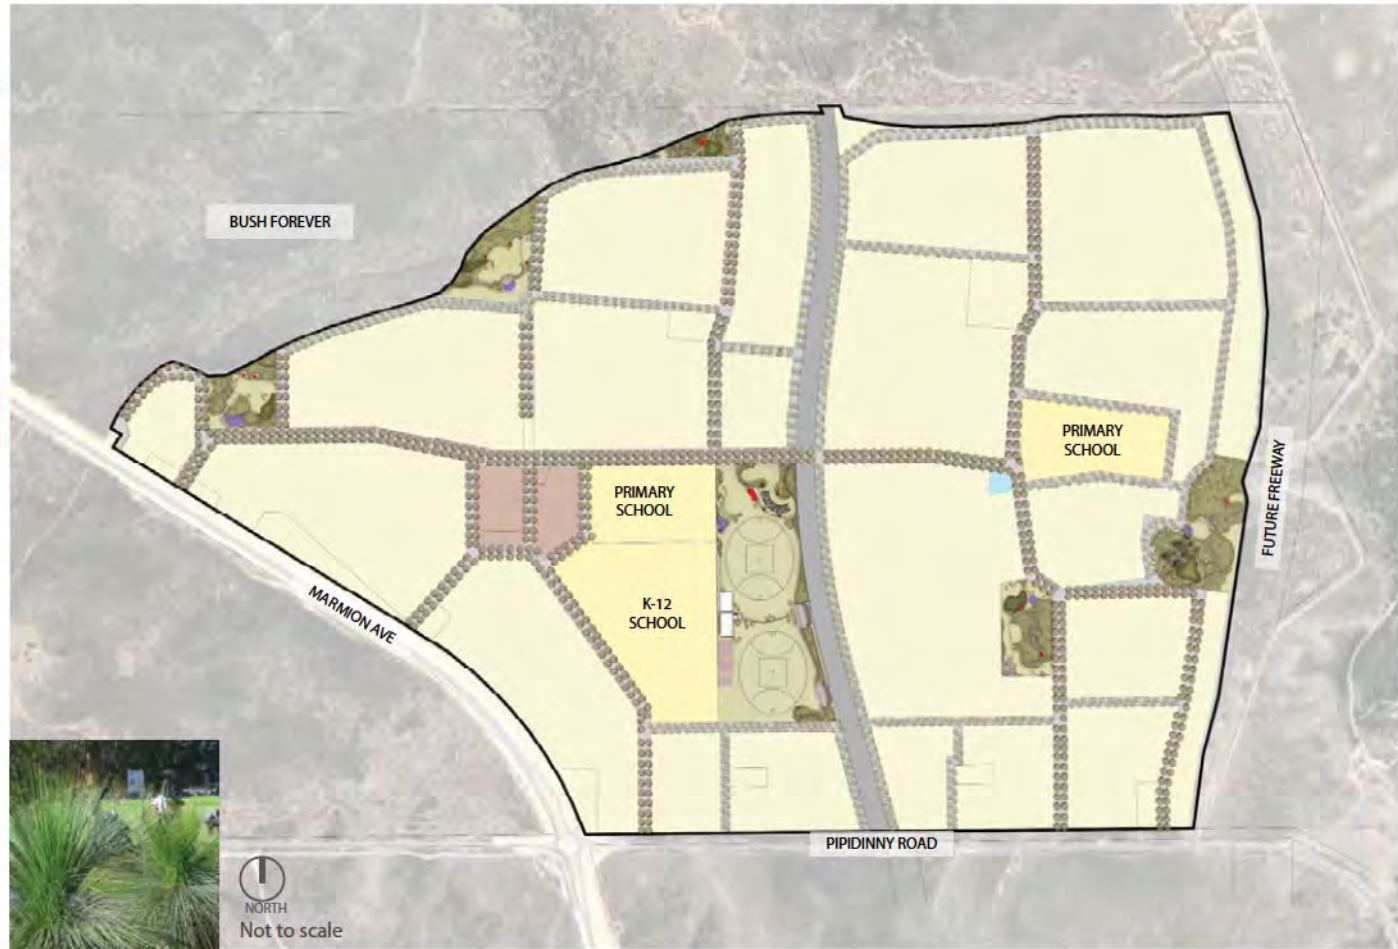 BUSH FOREVER
PRIMARY
SCHOOL
PRIMARY
SCHOOL
K-12
SCHOOL
FUTURE FREEWAY
MARMION AVE
PIPIDINNY ROAD
NORTH
Not to scale